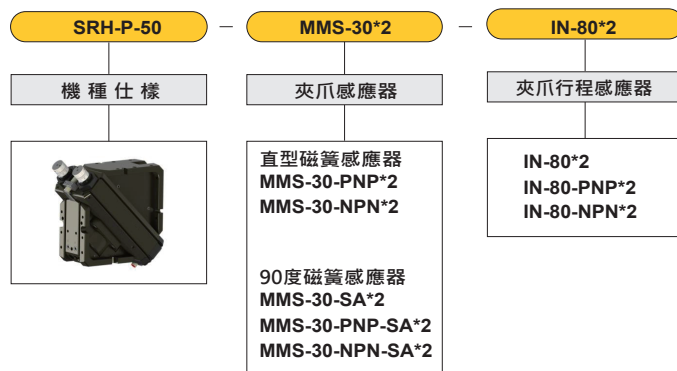 SRH-P-50 — MMS-30*2 — IN-80*2
機種仕樣
夾爪感應器
夾爪行程感應器
直型磁簧感應器
MMS-30-PNP*2
MMS-30-NPN*2
90度磁簧感應器
MMS-30-SA*2
MMS-30-PNP-SA*2
MMS-30-NPN-SA*2
IN-80*2
IN-80-PNP*2
IN-80-NPN*2